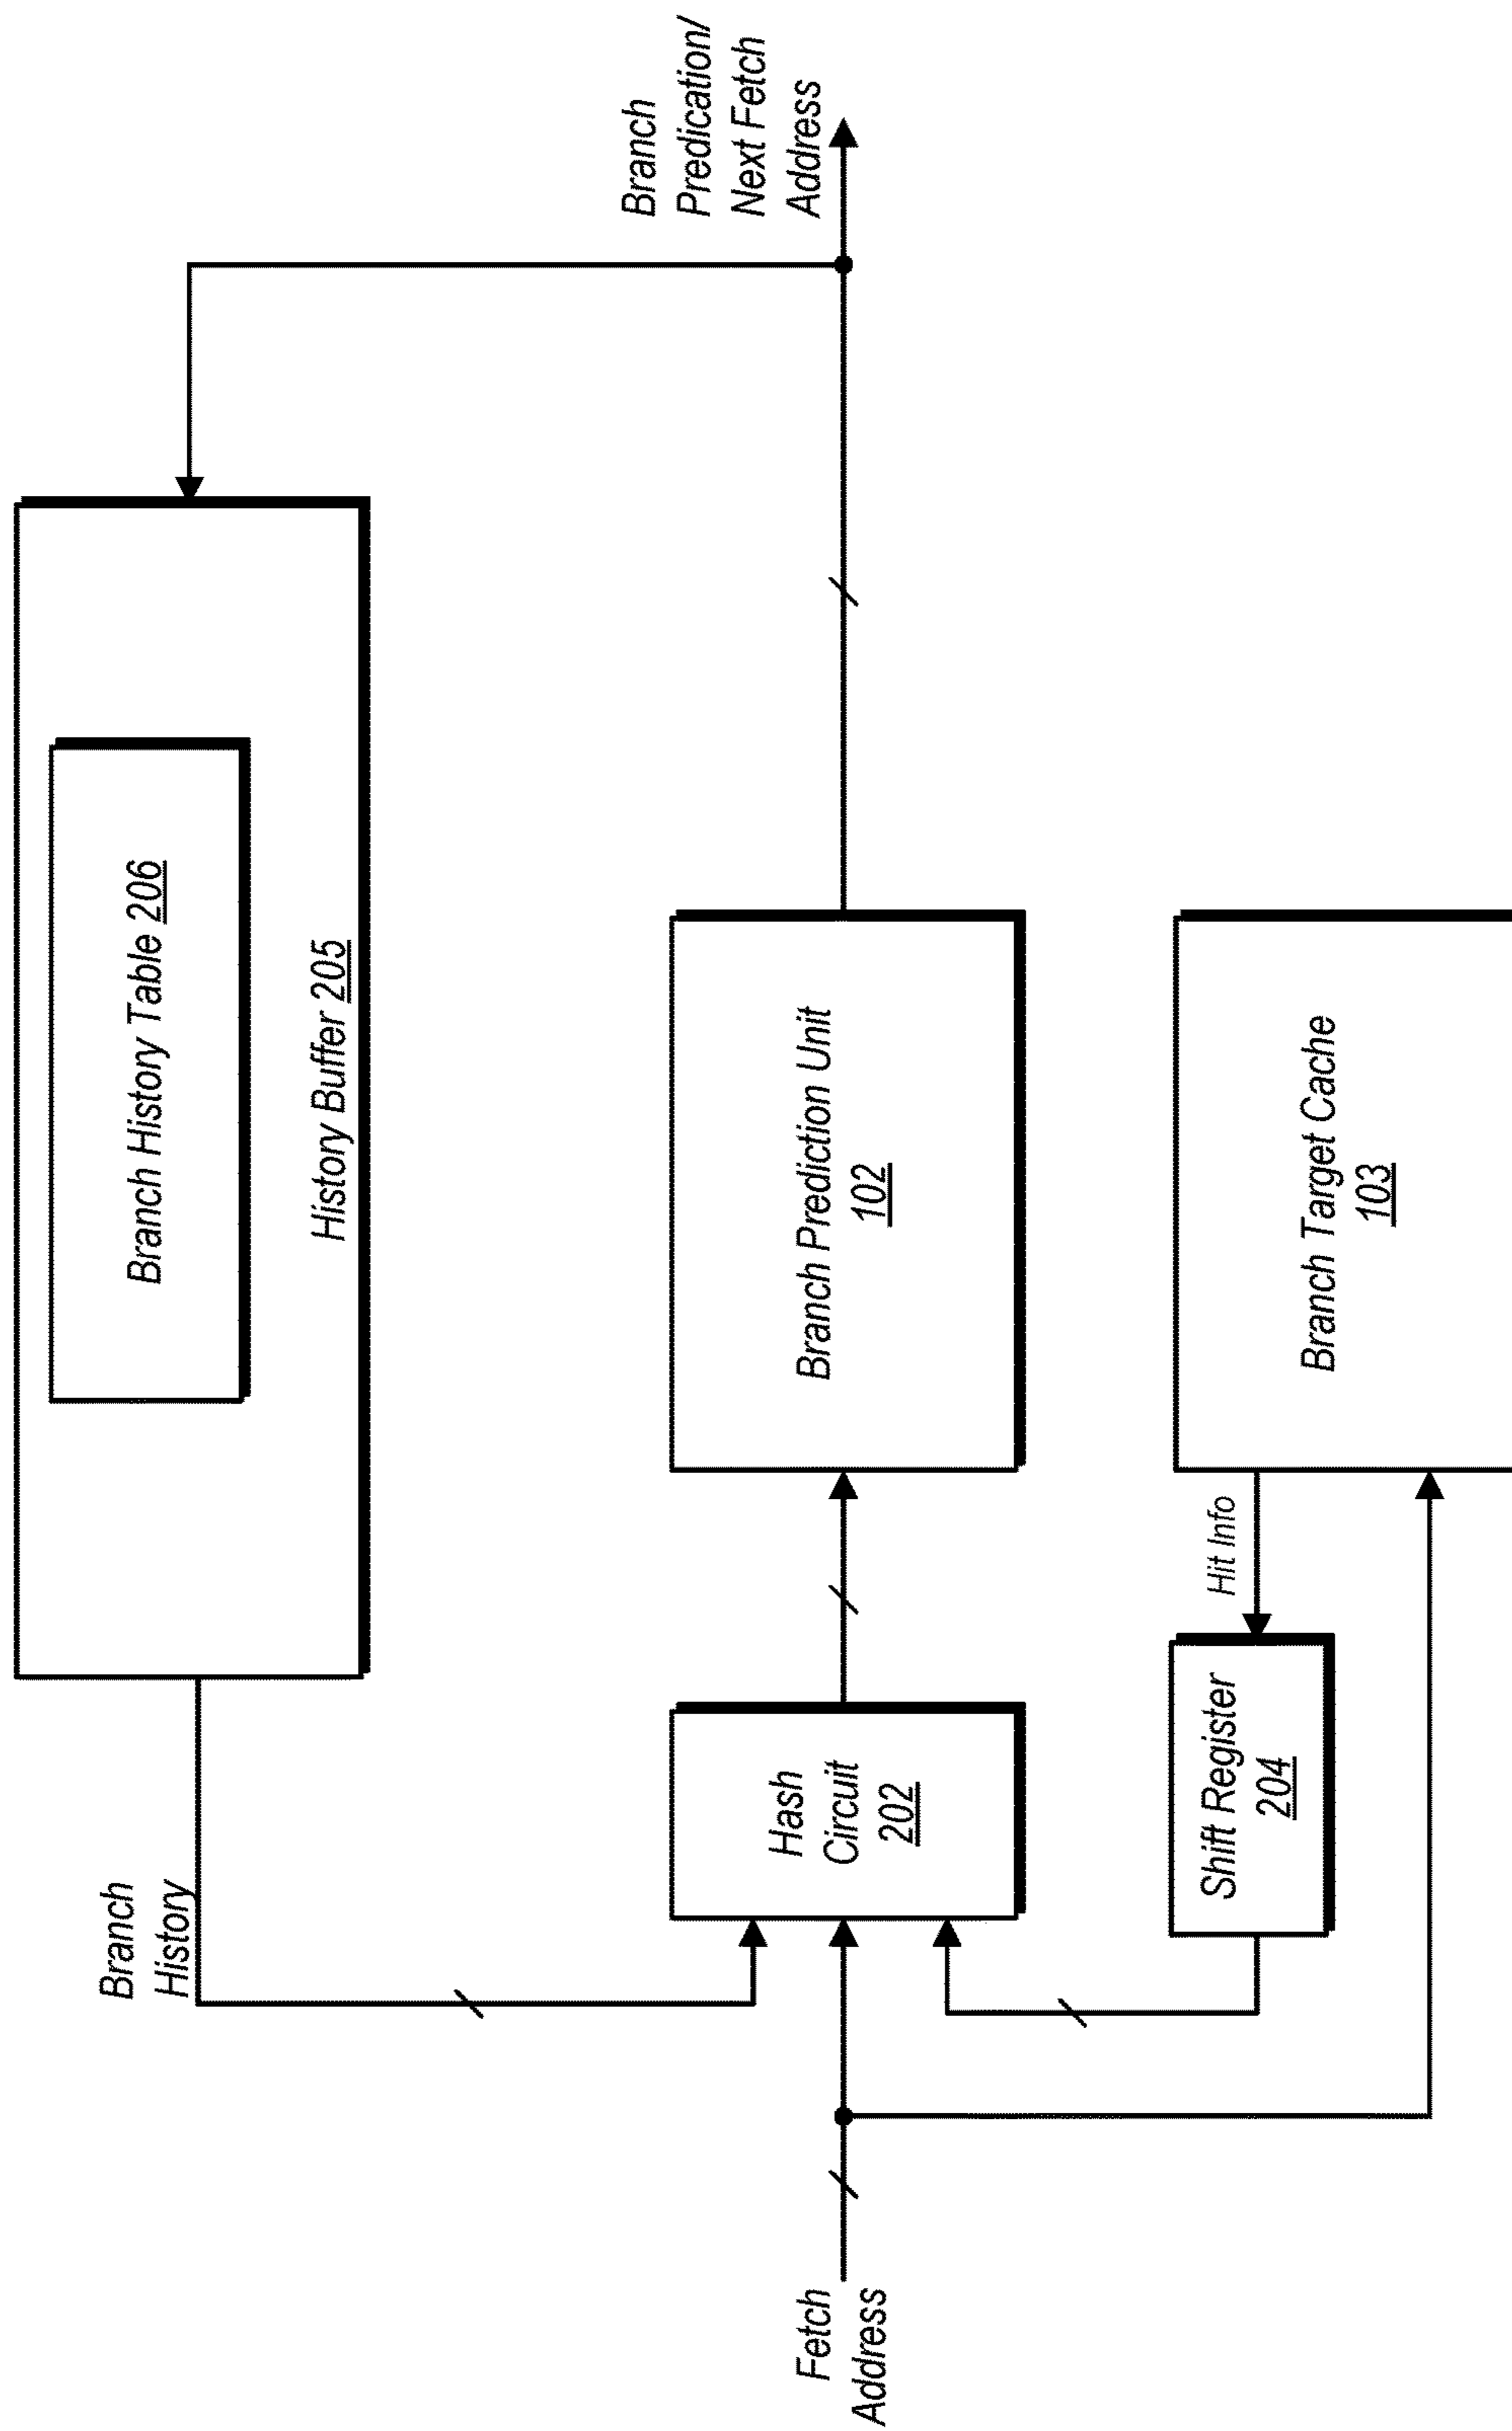 Branch History Table 206
History Buffer 205
Branch
History
Branch
Predication/
Next Fetch
Address
Fetch
Address
Hash
Circuit
202
Branch Prediction Unit
102
Shift Register
204
Hit Info
Branch Target Cache
103